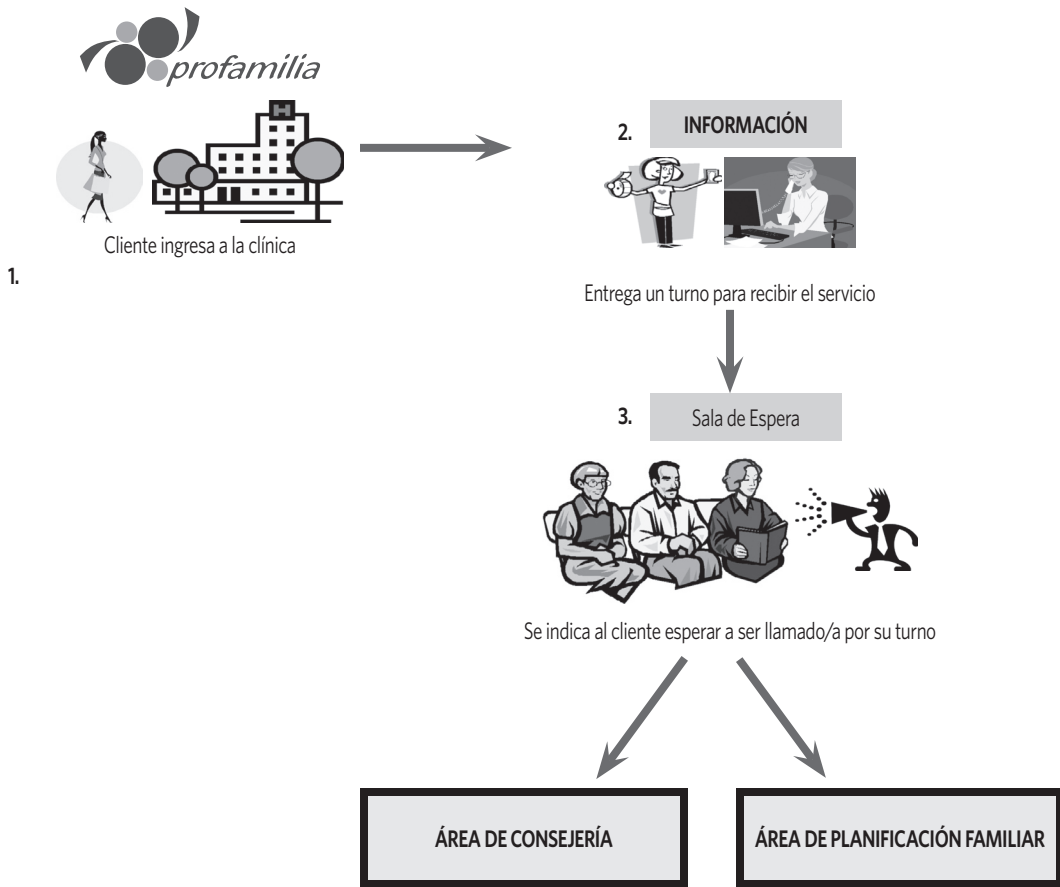 profamilia
H
Cliente ingresa a la clínica
1.
2.
INFORMACIÓN
Entrega un turno para recibir el servicio
3.
Sala de Espera
Se indica al cliente esperar a ser llamado/a por su turno
ÁREA DE CONSEJERÍA
ÁREA DE PLANIFICACIÓN FAMILIAR